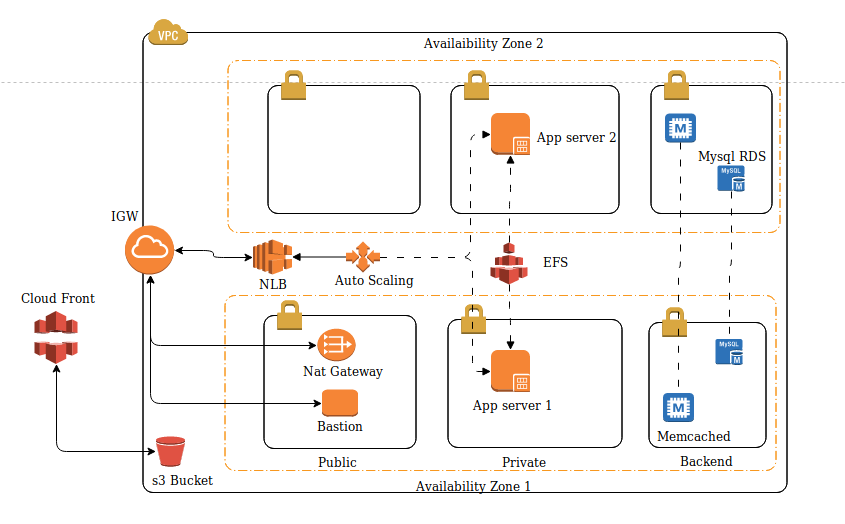 VPC
Availaibility Zone 2
App server 2
M
Mysql RDS
MySQL
M
IGW
NLB
Auto Scaling
EFS
Cloud Front
Nat Gateway
MySQL
M
App server 1
M
Bastion
Memcached
Public
Private
Backend
s3 Bucket
Availability Zone 1